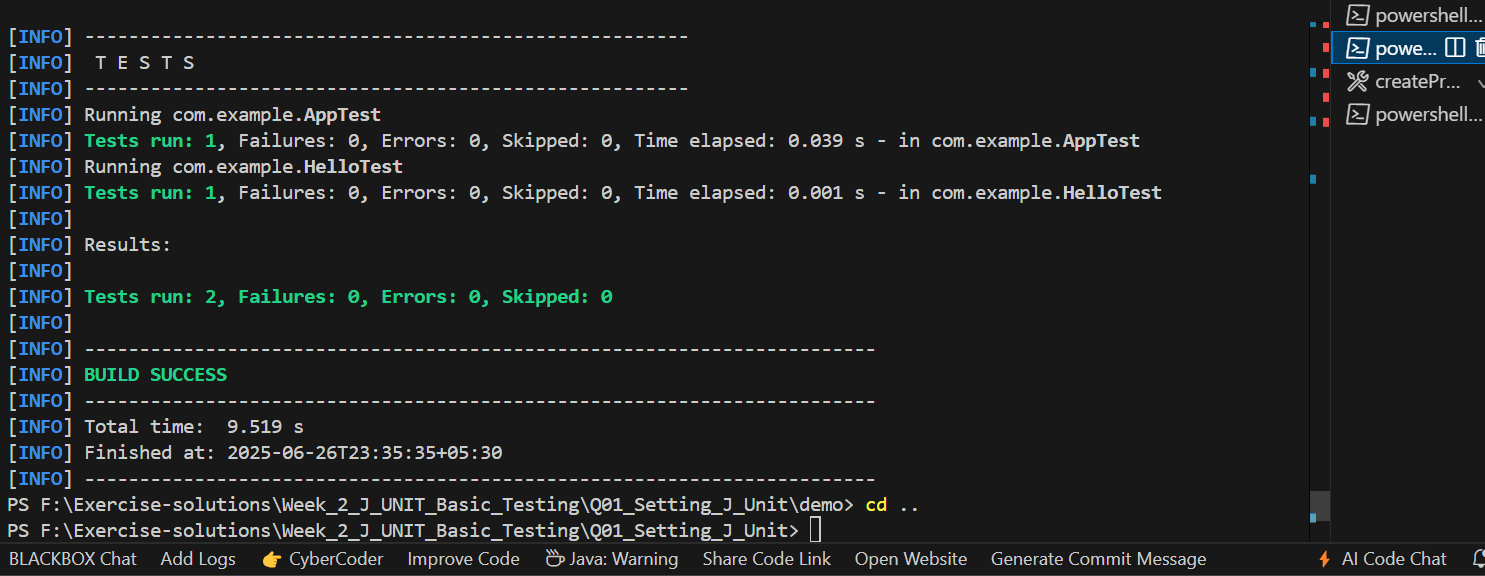 [INFO] -------------------------------------------------------
[INFO]  T E S T S
[INFO] -------------------------------------------------------
[INFO] Running com.example.AppTest
[INFO] Tests run: 1, Failures: 0, Errors: 0, Skipped: 0, Time elapsed: 0.039 s - in com.example.AppTest
[INFO] Running com.example.HelloTest
[INFO] Tests run: 1, Failures: 0, Errors: 0, Skipped: 0, Time elapsed: 0.001 s - in com.example.HelloTest
[INFO]
[INFO] Results:
[INFO]
[INFO] Tests run: 2, Failures: 0, Errors: 0, Skipped: 0
[INFO]
[INFO] ------------------------------------------------------------------------
[INFO] BUILD SUCCESS
[INFO] ------------------------------------------------------------------------
[INFO] Total time:  9.519 s
[INFO] Finished at: 2025-06-26T23:35:35+05:30
[INFO] ------------------------------------------------------------------------
PS F:\Exercise-solutions\Week_2_J_UNIT_Basic_Testing\Q01_Setting_J_Unit\demo> cd ..
PS F:\Exercise-solutions\Week_2_J_UNIT_Basic_Testing\Q01_Setting_J_Unit>
powershell...
powe...
createPr...
powershell...
BLACKBOX Chat Add Logs 👉 CyberCoder Improve Code Java: Warning Share Code Link Open Website Generate Commit Message AI Code Chat